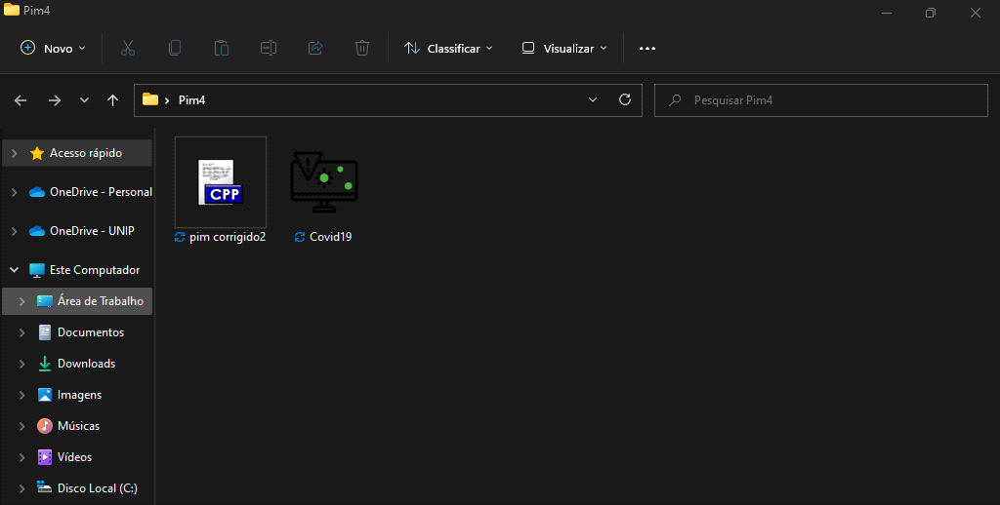 Pim4
Novo
Classificar
Visualizar
Pim4
Pesquisar Pim4
Acesso rápido
OneDrive - Personal
OneDrive - UNIP
Este Computador
Área de Trabalho
Documentos
Downloads
Imagens
Músicas
Vídeos
Disco Local (C:)
CPP
pim corrigido2
Covid19